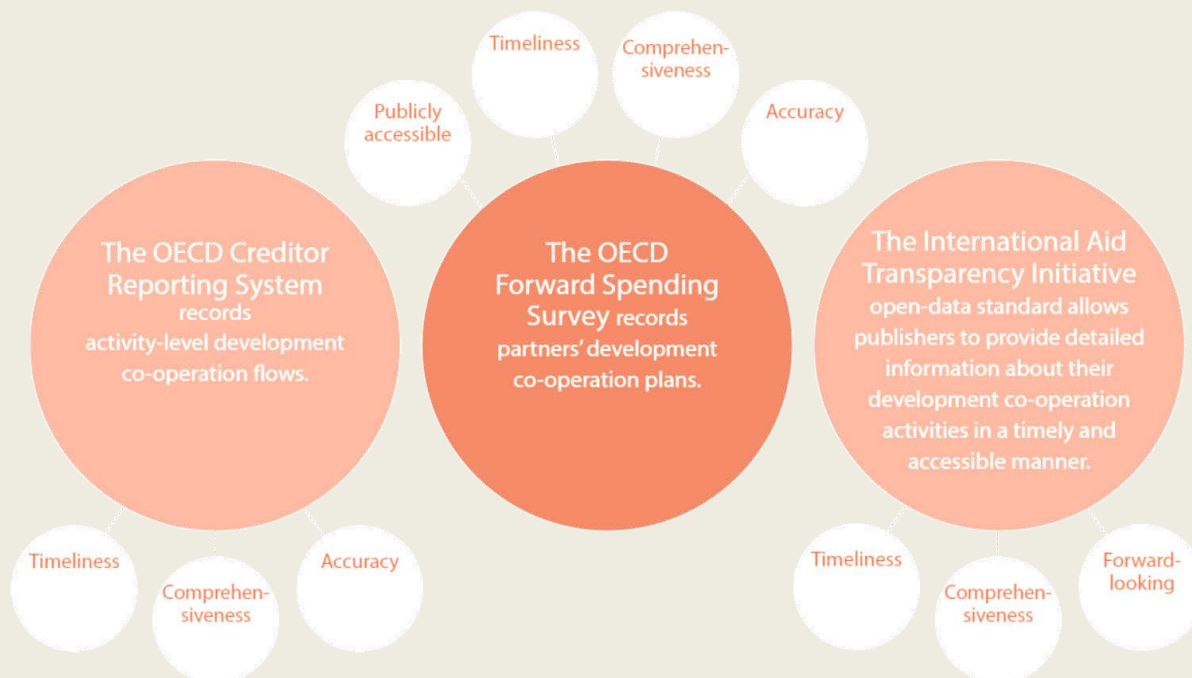 Timeliness
Comprehen-
siveness
Publicly
accessible
Accuracy
The OECD Creditor
Reporting System
records
activity-level development
co-operation flows.
The OECD
Forward Spending
Survey records
partners’ development
co-operation plans.
The International Aid
Transparency Initiative
open-data standard allows
publishers to provide detailed
information about their
development co-operation
activities in a timely and
accessible manner.
Timeliness
Comprehen-
siveness
Accuracy
Timeliness
Comprehen-
siveness
Forward-
looking